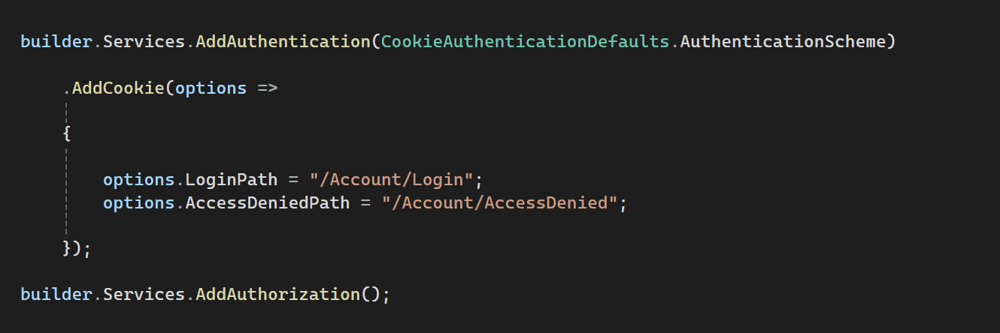 builder.Services.AddAuthentication(CookieAuthenticationDefaults.AuthenticationScheme)
.AddCookie(options =>
{
options.LoginPath = "/Account/Login";
options.AccessDeniedPath = "/Account/AccessDenied";
});
builder.Services.AddAuthorization();